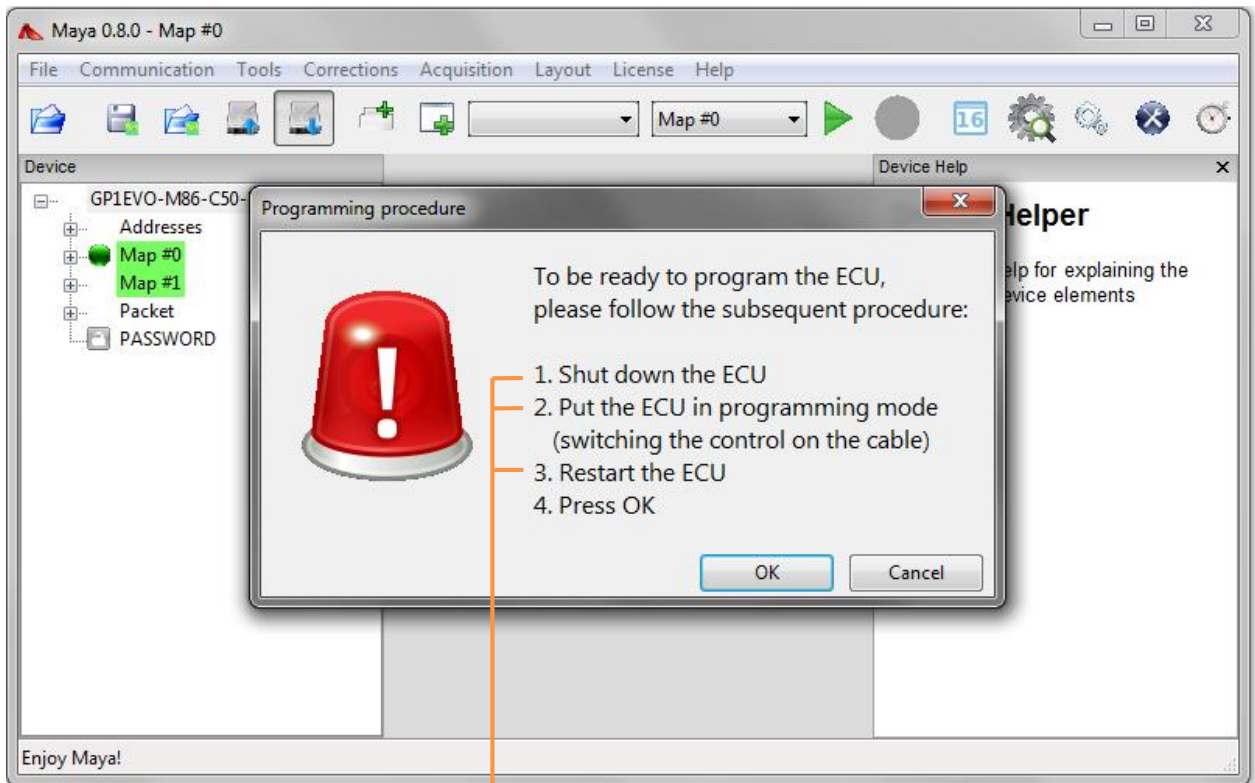 Maya 0.8.0 - Map #0
File Communication Tools Corrections Acquisition Layout License Help
Map #0
16
Device
Device Help
GP1EVO-M86-C50-
Addresses
Map #0
Map #1
Packet
PASSWORD
Programming procedure
To be ready to program the ECU,
please follow the subsequent procedure:
1. Shut down the ECU
2. Put the ECU in programming mode
(switching the control on the cable)
3. Restart the ECU
4. Press OK
OK Cancel
Helper
elp for explaining the
evice elements
Enjoy Maya!